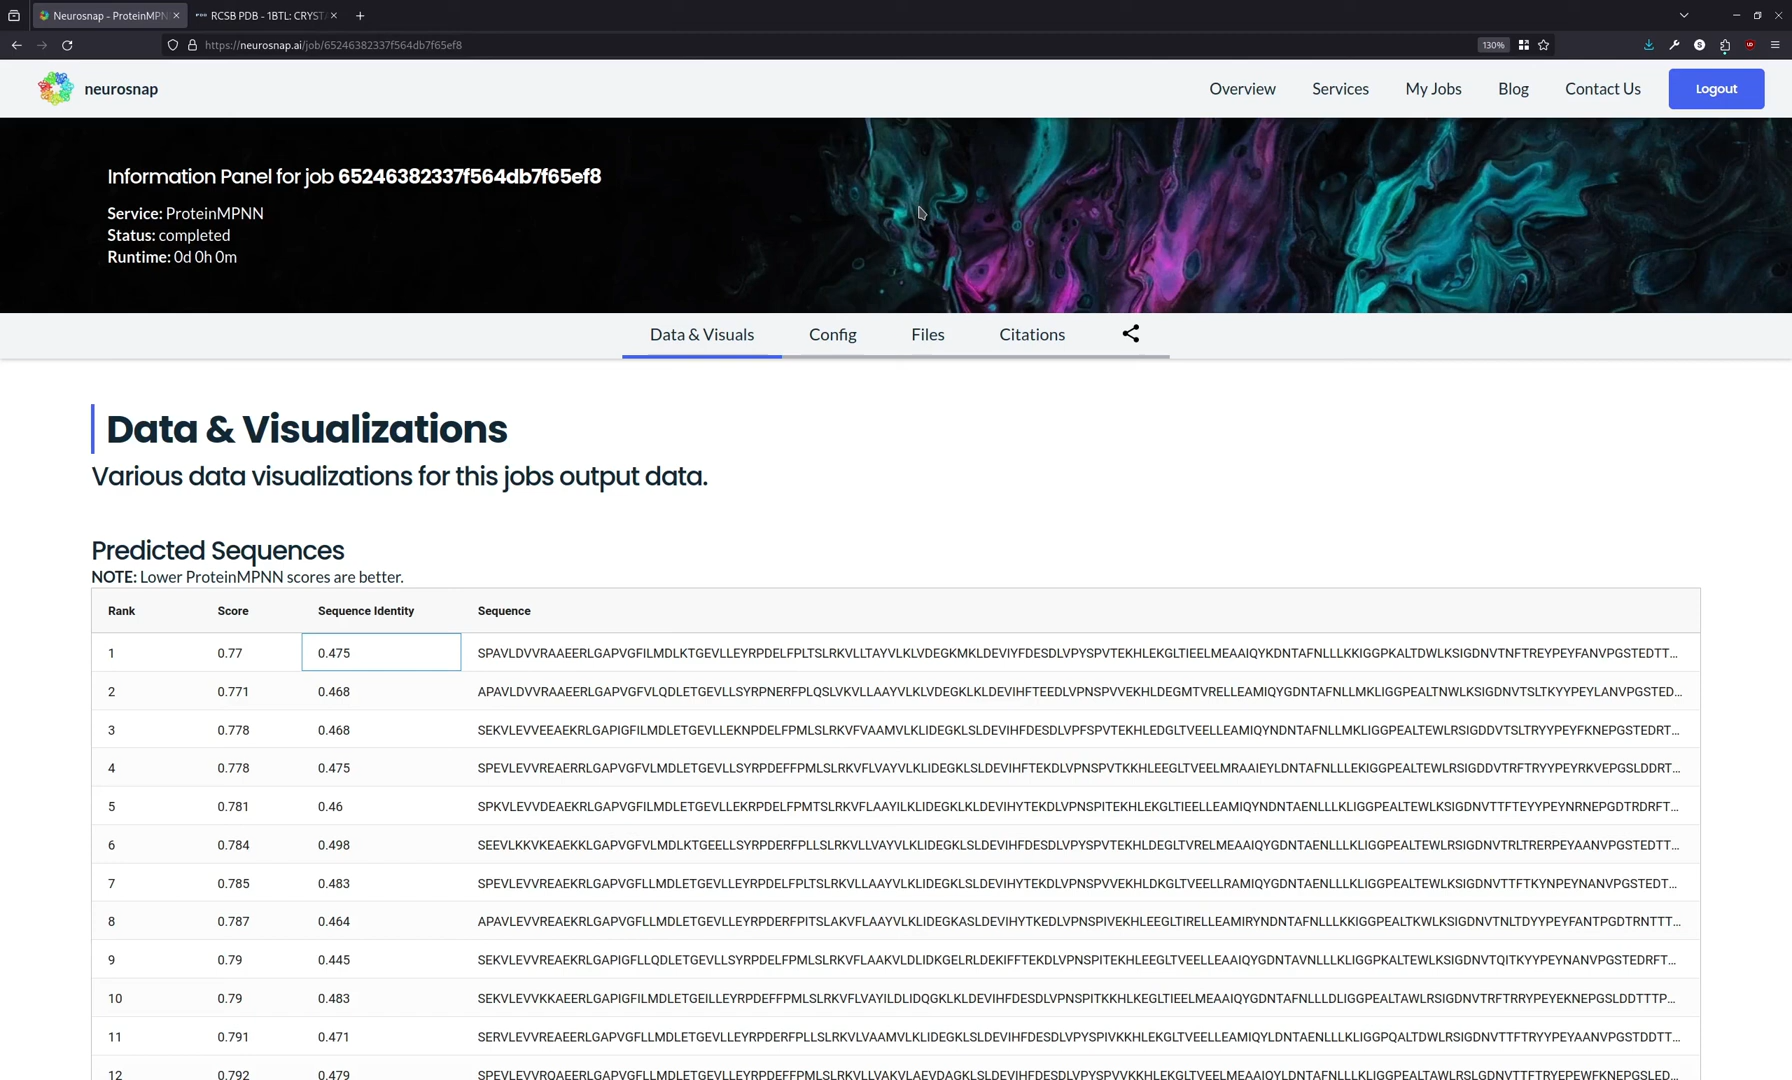 Neurosnap - ProteinMPN
RCSB PDB - 1BTL: CRYST
https://neurosnap.ai/job/65246382337f564db7f65ef8
130%
neurosnap
Overview
Services
My Jobs
Blog
Contact Us
Logout
Information Panel for job 65246382337f564db7f65ef8
Service: ProteinMPNN
Status: completed
Runtime: 0d 0h 0m
Data & Visuals
Config
Files
Citations
Data & Visualizations
Various data visualizations for this jobs output data.
Predicted Sequences
NOTE: Lower ProteinMPNN scores are better.
Rank Score Sequence Identity Sequence
1 0.77 0.475 SPAVLDVVRAAEERLGAPVGFILMDLKTGEVLLEYRPDELFPLTSLRKVLLTAYVLKLVDEGKMKLDEVIYFDESDLVPYSPVTEKHLEKGLTIEELMEAAIQYKDNTAFNLLLKKIGGPKALTDWLKSIGDNVTNFTREYPEYFANVPGSTEDTT...
2 0.771 0.468 APAVLDVVRAAEERLGAPVGFVLQDLETGEVLLSYRPNERFPLQSLVKVLLAAYVLKLVDEGKLKLDEVIHFTEEDLVPNSPVVEKHLDEGMTVRELLEAMIQYGDNTAFNLLMKLIGGPEALTNWLKSIGDNVTSLTKYYPEYLANVPGSTED...
3 0.778 0.468 SEKVLEVVEEAEKRLGAPIGFILMDLETGEVLLEKNPDELFPMLSLRKVFVAAMVLKLIDEGKLSLDEVIHFDESDLVPFSPVTEKHLEDGLTVEELLEAMIQYNDNTAFNLLMKLIGGPEALTEWLRSIGDDVTSLTRYYPEYFKNEPGSTEDRT...
4 0.778 0.475 SPEVLEVVREAERRLGAPVGFVLMDLETGEVLLSYRPDEFFPMLSLRKVFLVAYVLKLIDEGKLSLDEVIHFTEKDLVPNSPVTKKHLEEGLTVEELMRAAIEYLDNTAFNLLLEKIGGPEALTEWLRSIGDDVTRFTRYYPEYRKVEPGSLDDRT...
5 0.781 0.46 SPKVLEVVDEAEKRLGAPVGFILMDLETGEVLLEKRPDELFPMTSLRKVFLAAYILKLIDEGKLKLDEVIHYTEKDLVPNSPITEKHLEKGLTIEELLEAMIQYNDNTAENLLLKLIGGPEALTEWLKSIGDNVTTFTEYYPEYNRNEPGDTRDRFT...
6 0.784 0.498 SEEVLKKVKEAEKKLGAPVGFVLMDLKTGEELLSYRPDERFPLLSLRKVLLVAYVLKLIDEGKLSLDEVIHFDESDLVPYSPVTEKHLDEGLTVRELMEAAIQYGDNTAENLLLKLIGGPEALTEWLRSIGDNVTRLTRERPEYAANVPGSTEDTT...
7 0.785 0.483 SPEVLEVVREAEKRLGAPVGFLLMDLETGEVLLEYRPDELFPLTSLRKVLLAAYVLKLIDEGKLSLDEVIHYTEKDLVPNSPVVEKHLDKGLTVEELLRAMIQYGDNTAENLLLKLIGGPEALTEWLKSIGDNVTTFTKYNPEYNANVPGSTEDT...
8 0.787 0.464 APAVLEVVREAEKRLGAPVGFLLMDLETGEVLLEYRPDERFPITSLAKVFLAAYVLKLIDEGKASLDEVIHYTKEDLVPNSPIVEKHLEEGLTIRELLEAMIRYNDNTAFNLLLKKIGGPEALTKWLKSIGDNVTNLTDYYPEYFANTPGDTRNTTT...
9 0.79 0.445 SEKVLEVVREAEKRLGAPIGFLLQDLETGEVLLSYRPDERFPMLSLRKVFLAAKVLDLIDKGELRLDEKIFFTEKDLVPNSPITEKHLEEGLTVEELLEAAIQYGDNTAVNLLLKLIGGPKALTEWLKSIGDNVTQITKYYPEYNANVPGSTEDRFT...
10 0.79 0.483 SEKVLEVVKKAEERLGAPIGFILMDLETGEILLEYRPDEFFPMLSLRKVFLVAYILDLIDQGKLKLDEVIHFDESDLVPNSPITKKHLKEGLTIEELMEAAIQYGDNTAFNLLLDLIGGPEALTAWLRSIGDNVTRFTRRYPEYEKNEPGSLDDTTTP...
11 0.791 0.471 SERVLEVVREAEERLGAPVGFLLMDLETGEVLLEYRPDERFPLLSLRKVLVAAMVLKLIDEGKLSLDEVIHFDESDLVPYSPIVKKHLEKGLTVEELLEAMIQYLDNTAENLLLKLIGGPQALTDWLRSIGDNVTTFTRYYPEYAANVPGSTDDTT...
12 0.792 0.479